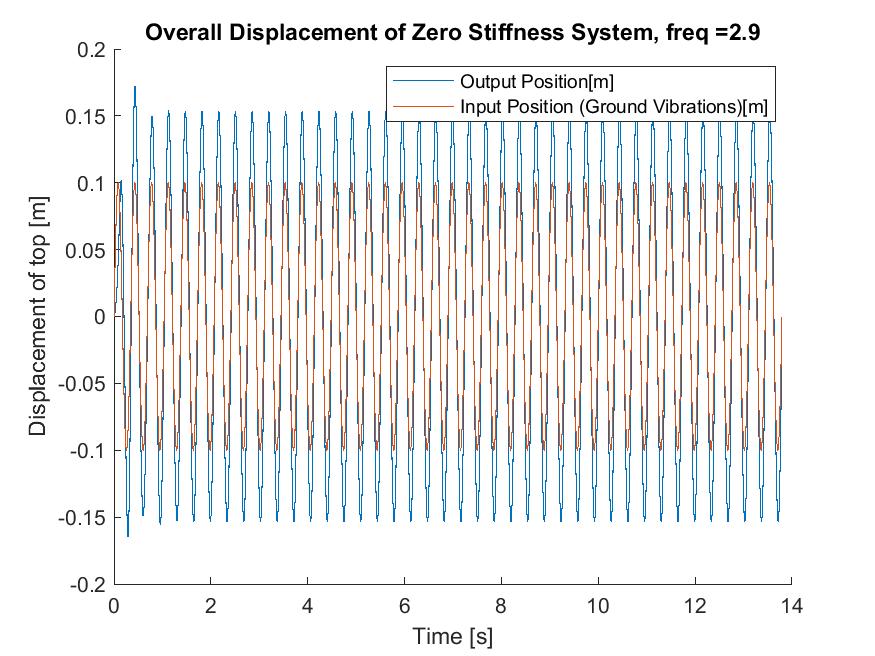 Overall Displacement of Zero Stiffness System, freq =2.9
Output Position[m]
Input Position (Ground Vibrations)[m]
Displacement of top [m]
0.2
0.15
0.1
0.05
0
-0.05
-0.1
-0.15
-0.2
0 2 4 6 8 10 12 14
Time [s]